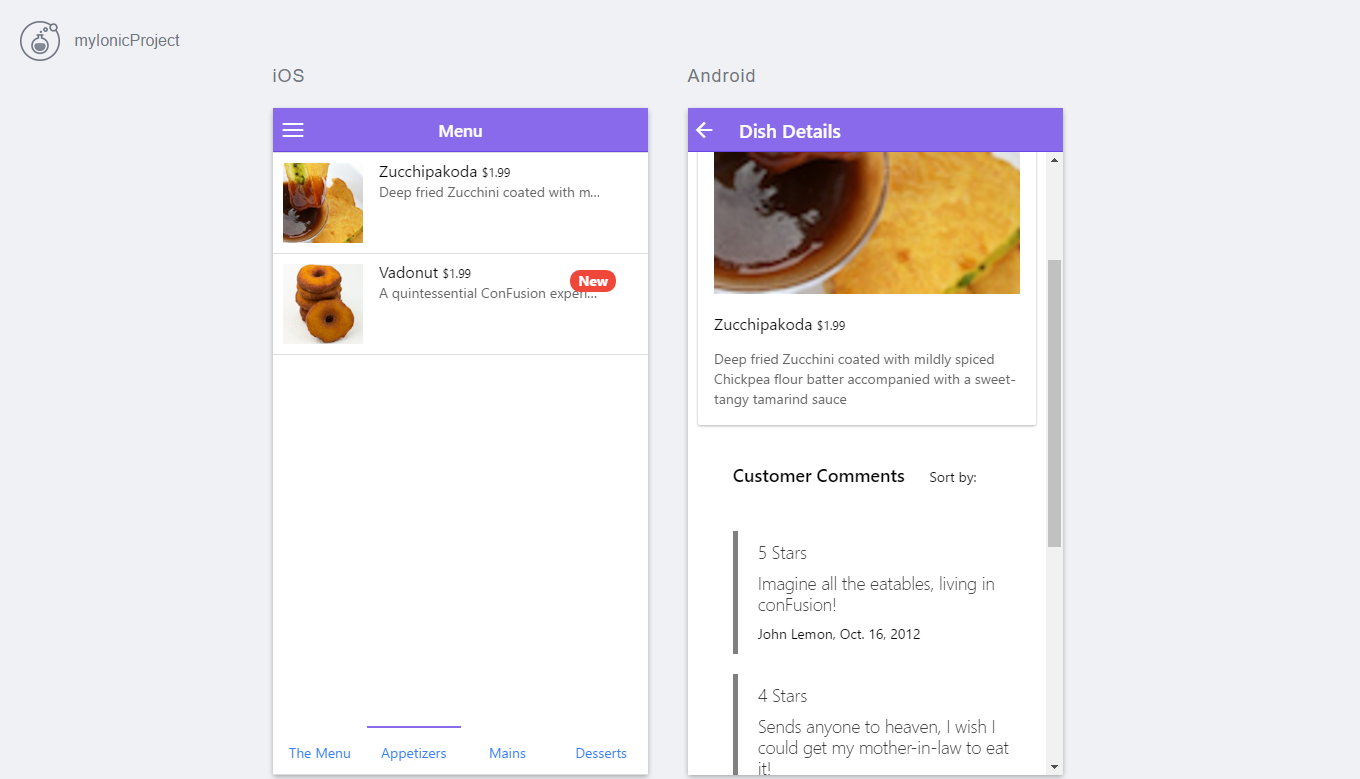 myIonicProject
iOS
Menu
Zucchipakoda $1.99
Deep fried Zucchini coated with m...
Vadonut $1.99
New
A quintessential ConFusion experi...
The Menu
Appetizers
Mains
Desserts
Android
Dish Details
Zucchipakoda $1.99
Deep fried Zucchini coated with mildly spiced
Chickpea flour batter accompanied with a sweet-
tangy tamarind sauce
Customer Comments
Sort by:
5 Stars
Imagine all the eatables, living in
conFusion!
John Lemon, Oct. 16, 2012
4 Stars
Sends anyone to heaven, I wish I
could get my mother-in-law to eat
it!